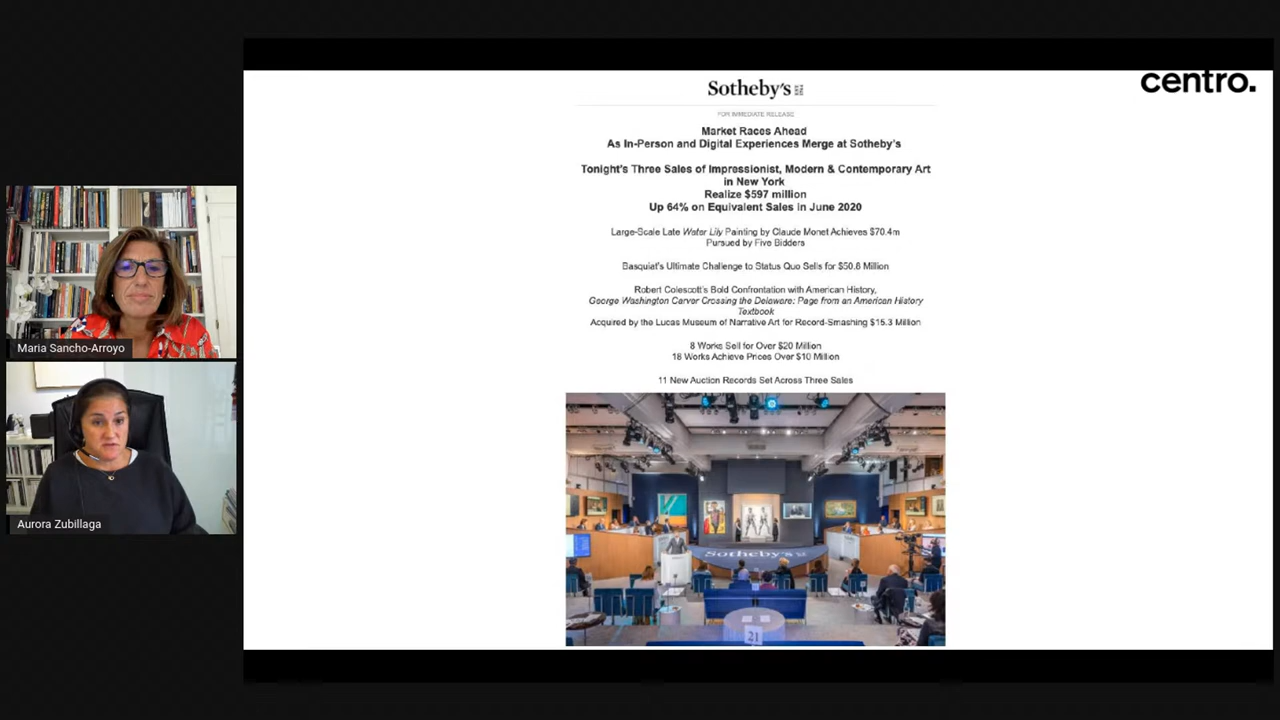 centro.
Sotheby's EST. 1744
FOR IMMEDIATE RELEASE
Market Races Ahead
As In-Person and Digital Experiences Merge at Sotheby's
Tonight's Three Sales of Impressionist, Modern & Contemporary Art
in New York
Realize $597 million
Up 64% on Equivalent Sales in June 2020
Large-Scale Late Water Lily Painting by Claude Monet Achieves $70.4m
Pursued by Five Bidders
Basquiat's Ultimate Challenge to Status Quo Sells for $50.8 Million
Robert Colescott's Bold Confrontation with American History,
George Washington Carver Crossing the Delaware: Page from an American History
Textbook
Acquired by the Lucas Museum of Narrative Art for Record-Smashing $15.3 Million
8 Works Sell for Over $20 Million
18 Works Achieve Prices Over $10 Million
11 New Auction Records Set Across Three Sales
Sotheby's
21
Maria Sancho-Arroyo
Aurora Zubillaga